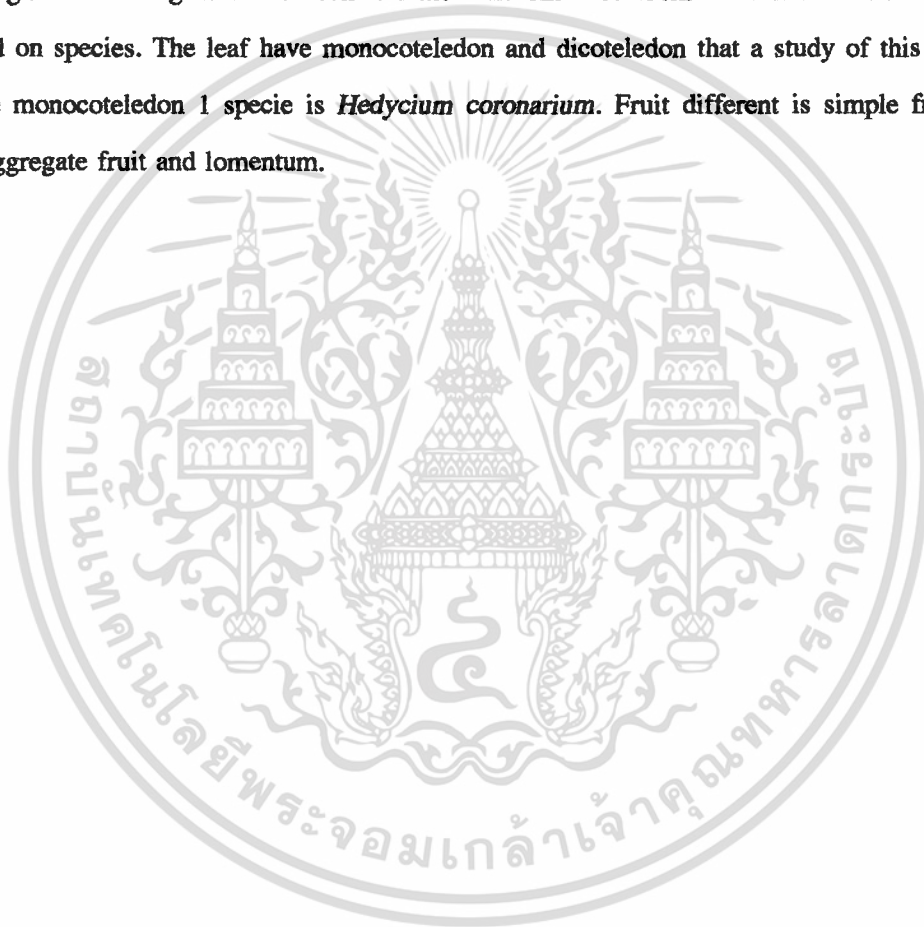 on species. The leaf have monocoteledon and dicoteledon that a study of this
monocoteledon 1 specie is Hedycium coronarium. Fruit different is simple
ggregate fruit and lomentum.
สถาบันเทคโนโลยีพระจอมเกล้าเจ้าคุณทหารลาดกระบัง
๔